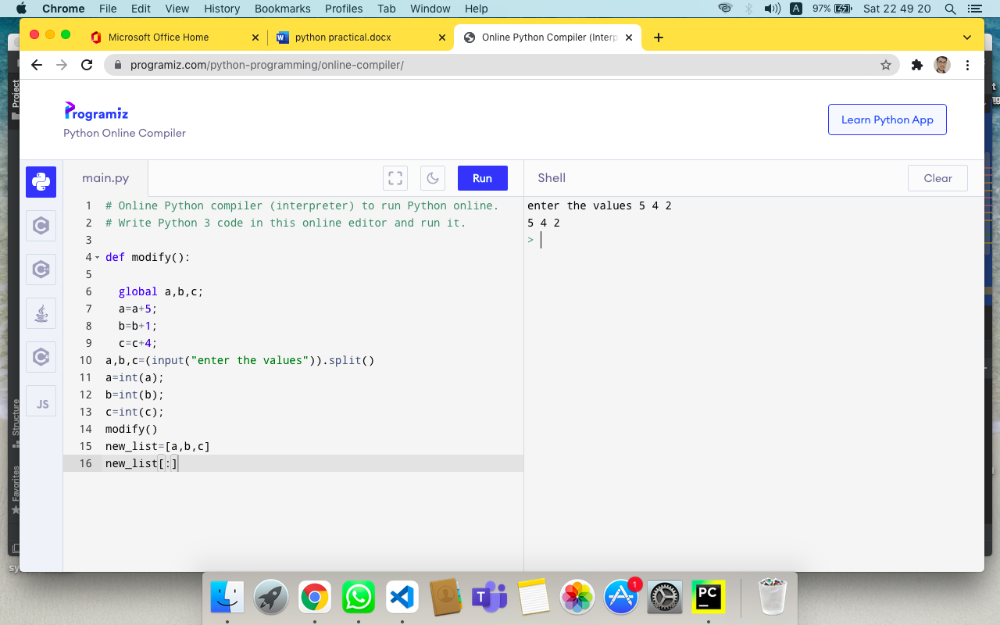 Chrome File Edit View History Bookmarks Profiles Tab Window Help A 97% Sat 22 49 20
Microsoft Office Home python practical.docx Online Python Compiler (Interp
programiz.com/python-programming/online-compiler/
Project
Programiz
Python Online Compiler
Learn Python App
main.py Run Shell Clear
1 # Online Python compiler (interpreter) to run Python online.
2 # Write Python 3 code in this online editor and run it.
3
4 def modify():
5
6 global a,b,c;
7 a=a+5;
8 b=b+1;
9 c=c+4;
10 a,b,c=(input("enter the values")).split()
11 a=int(a);
12 b=int(b);
13 c=int(c);
14 modify()
15 new_list=[a,b,c]
16 new_list[:]
enter the values 5 4 2
5 4 2
>
C
C
C
JS
Structure
Favorites
sy
W
T
1
PC